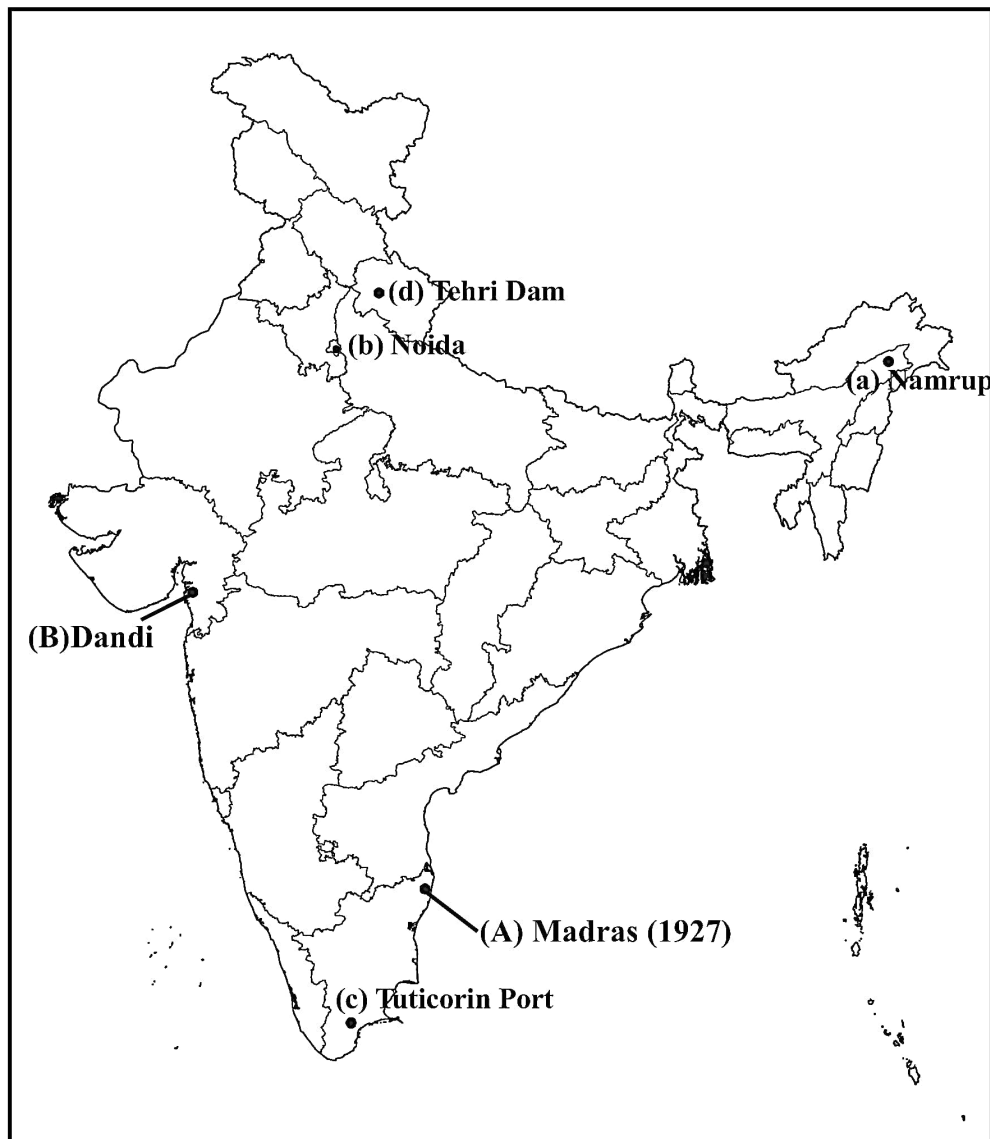 (d) Tehri Dam
(b) Noida
(a) Namrup
(B)Dandi
(A) Madras (1927)
(c) Tuticorin Port